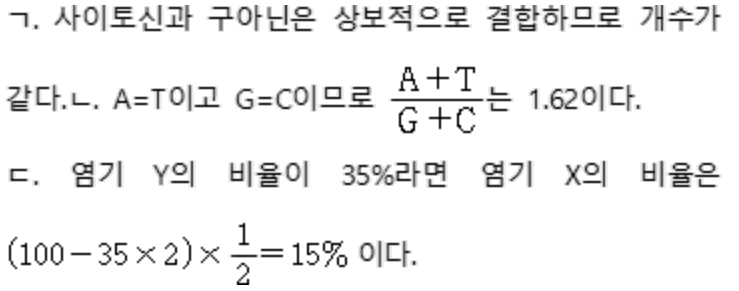 ㄱ. 사이토신과 구아닌은 상보적으로 결합하므로 개수가
같다.ㄴ. A=T이고 G=C이므로 \frac{A+T}{G+C}는 1.62이다.
ㄷ. 염기 Y의 비율이 35%라면 염기 X의 비율은
(100-35×2)×\frac{1}{2}=15% 이다.